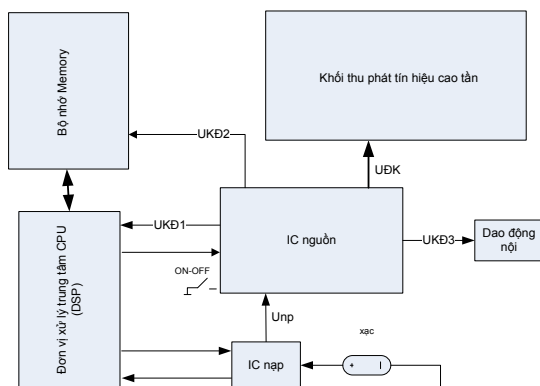 Bộ nhớ Memory
Khối thu phát tín hiệu cao tần
UKĐ2
UĐK
UKĐ1
IC nguồn
UKĐ3
Dao động
nội
Đơn vị xử lý trung tâm CPU
(DSP)
ON-OFF
Unp
xạc
IC nạp
+